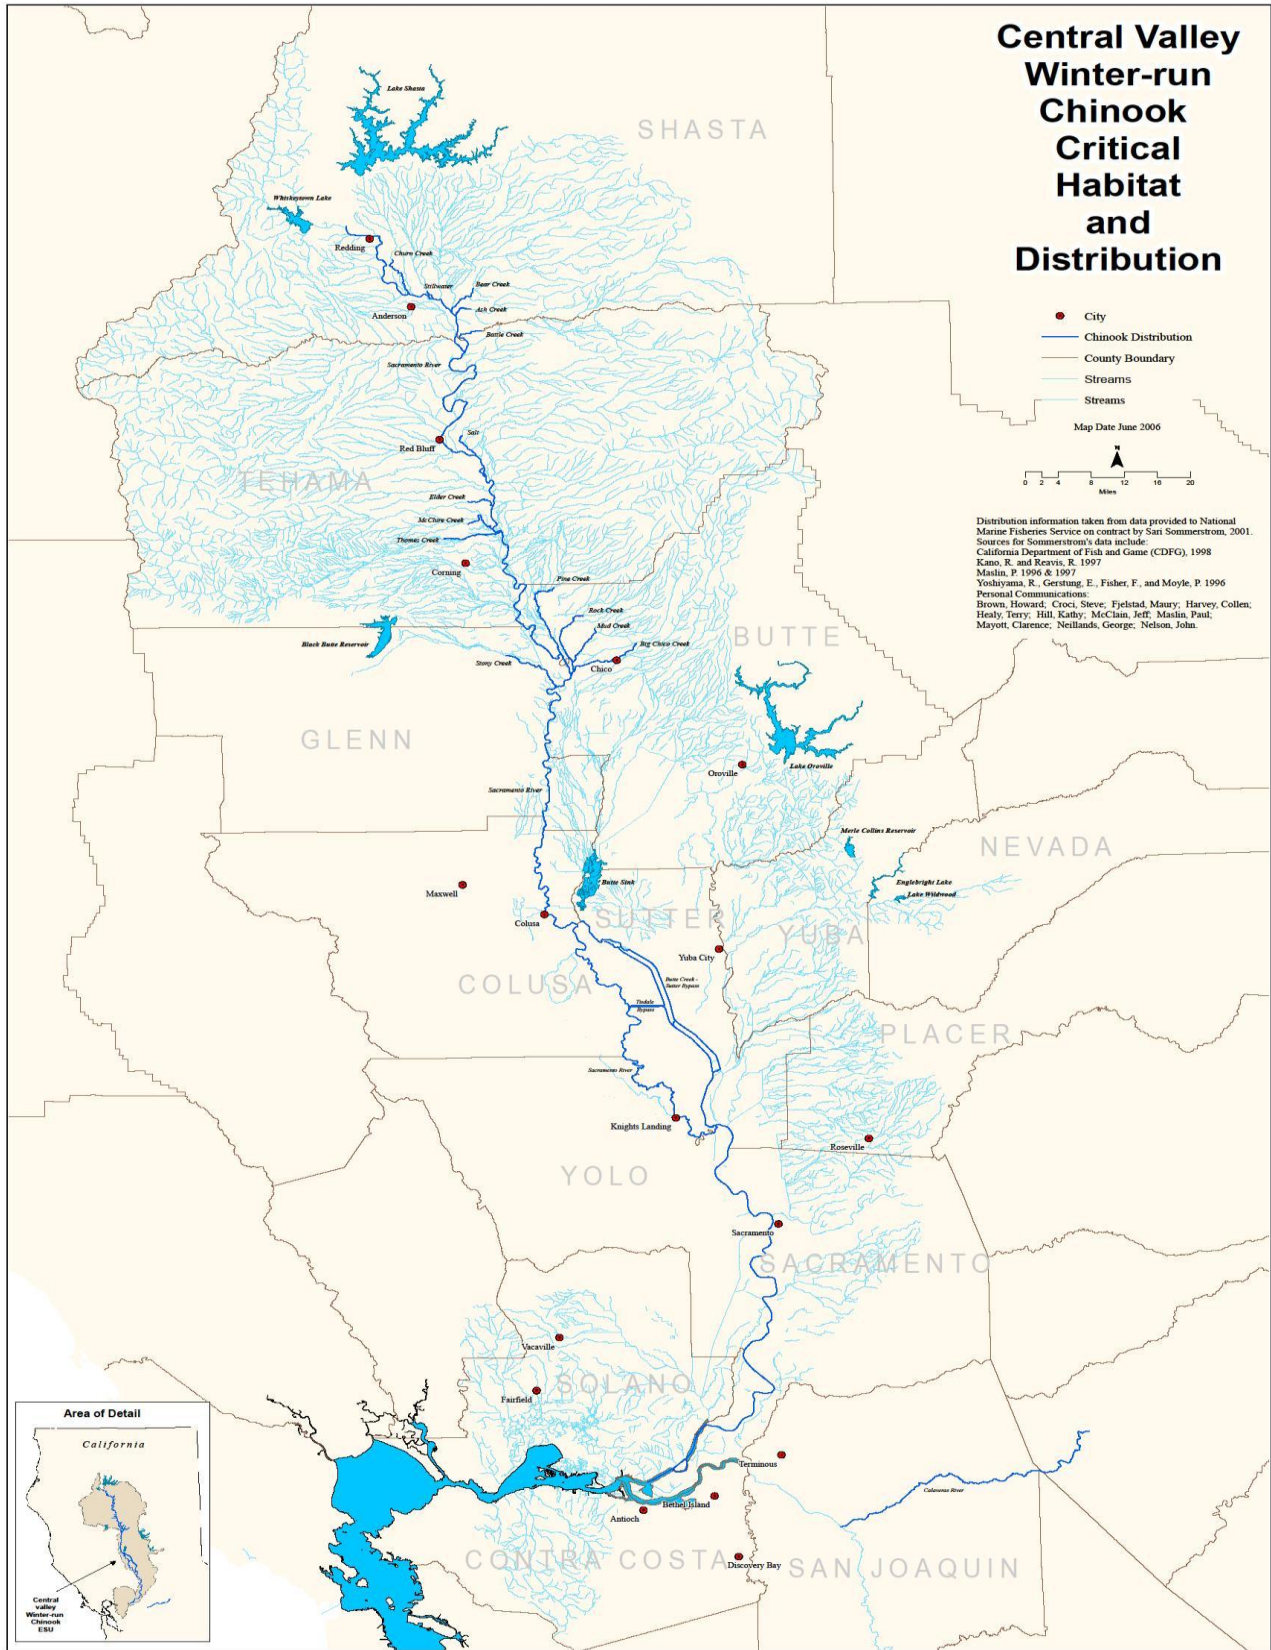 Central Valley
Winter-run
Chinook
Critical
Habitat
and
Distribution
City
Chinook Distribution
County Boundary
Streams
Streams
Map Date June 2006
N
0 2 4 8 12 16 20
Miles
Distribution information taken from data provided to National
Marine Fisheries Service on contract by Sari Sommerstrom, 2001.
Sources for Sommerstrom's data include:
California Department of Fish and Game (CDFG), 1998
Kano, R. and Reavis, R. 1997
Maslin, P. 1996 & 1997
Yoshiyama, R., Gerstung, E., Fisher, F., and Moyle, P. 1996
Personal Communications:
Brown, Howard; Croci, Steve; Fjelstad, Maury; Harvey, Collen;
Healy, Terry; Hill, Kathy; McClain, Jeff; Maslin, Paul;
Mayott, Clarence; Neillands, George; Nelson, John.
Lake Shasta
SHASTA
Whiskeytown Lake
Redding
Churn Creek
Stillwater
Bear Creek
Anderson
Ash Creek
Battle Creek
Sacramento River
Salt
Red Bluff
TEHAMA
Elder Creek
McClure Creek
Thomas Creek
Corning
Pine Creek
Rock Creek
Mud Creek
BUTTE
Black Butte Reservoir
Big Chico Creek
Stony Creek
Chico
GLENN
Oroville
Lake Oroville
Sacramento River
Merle Collins Reservoir
NEVADA
Maxwell
Butte Sink
Englebright Lake
Lake Wildwood
Colusa
SUTTER
YUBA
Yuba City
COLUSA
Butte Creek -
Sutter Bypass
Tisdale
Bypass
PLACER
Sacramento River
Knights Landing
Roseville
YOLO
Sacramento
SACRAMENTO
Vacaville
SOLANO
Fairfield
Terminous
Calaveras River
Bethel Island
Antioch
CONTRA COSTA
Discovery Bay
SAN JOAQUIN
Area of Detail
California
Central
valley
Winter-run
Chinook
ESU